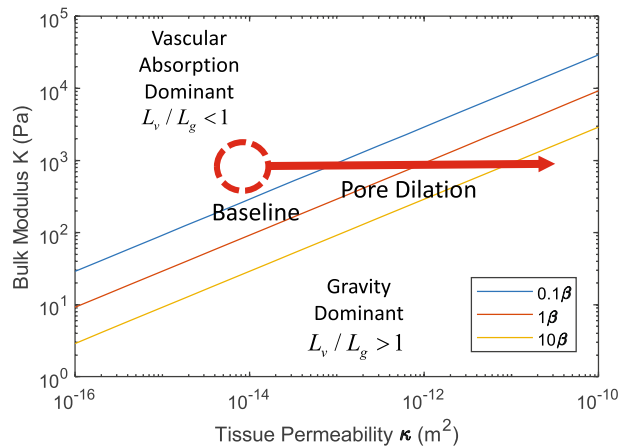 Vascular
Absorption
Dominant
L_v / L_g < 1
Baseline
Pore Dilation
Gravity
Dominant
L_v / L_g > 1
0.1β
1β
10β
Bulk Modulus K (Pa)
10^5
10^4
10^3
10^2
10^1
10^0
10^-16
10^-14
10^-12
10^-10
Tissue Permeability κ (m^2)